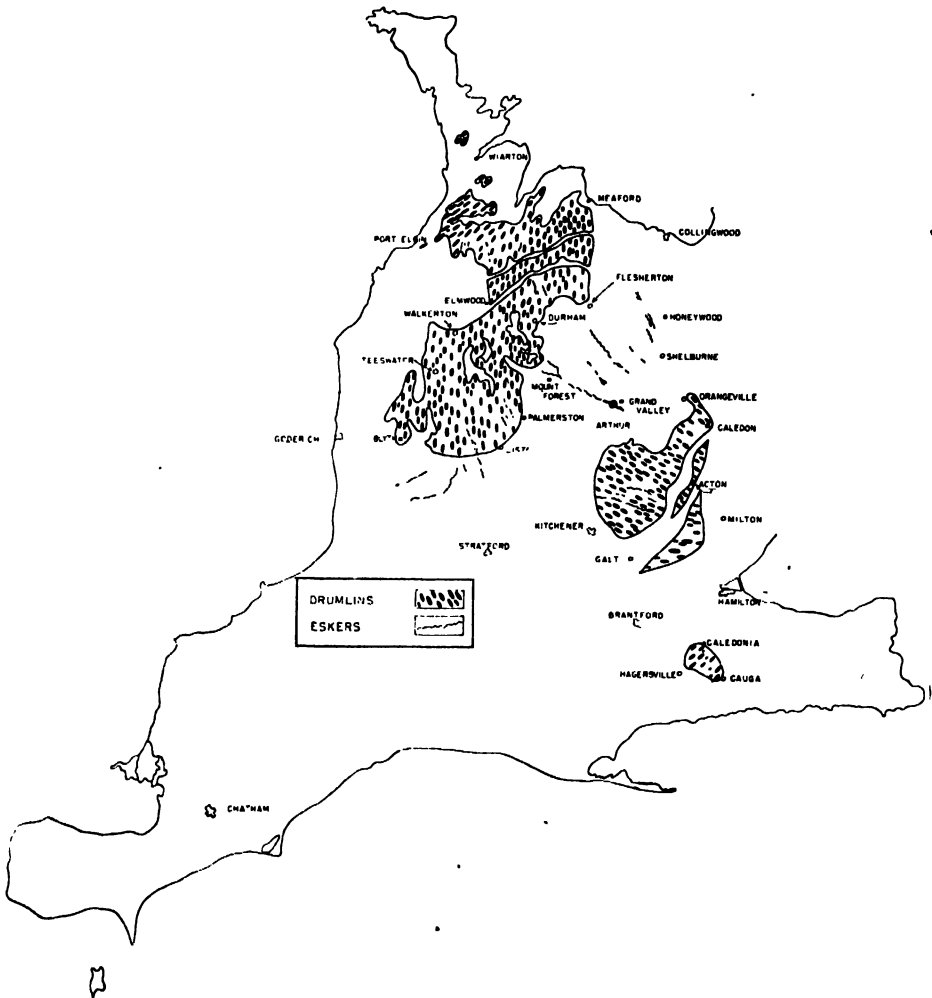 WIARTON
MEAFORD
COLLINGWOOD
PORT ELGIN
FLESHERTON
ELMWOOD
WALKERTON
DURHAM
HONEYWOOD
TEESWATER
SHELBURNE
MOUNT
FOREST
GRAND
VALLEY
ORANGEVILLE
PALMERSTON
ARTHUR
CALEDON
ACTON
KITCHENER
MILTON
STRATFORD
GALT
DRUMLINS
ESKERS
HAMILTON
BRANTFORD
CALEDONIA
HAGERSVILLE
CAUGA
CHATHAM